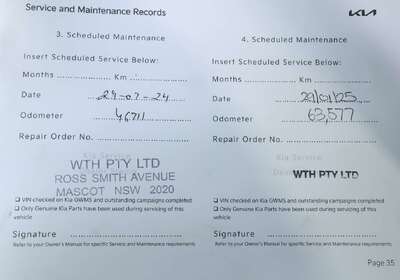 Service and Maintenance Records
KIA
3. Scheduled Maintenance
Insert Scheduled Service Below:
Months .................... Km ....................
Date 29-07-24
Odometer 46711
Repair Order No. ....................
WTH PTY LTD
ROSS SMITH AVENUE
MASCOT NSW 2020
❑ VIN checked on Kia GWMS and outstanding campaigns completed
❑ Only Genuine Kia Parts have been used during servicing of this
vehicle
Signature ....................
Refer to your Owner's Manual for specific Service and Maintenance requirements
4. Scheduled Maintenance
Insert Scheduled Service Below:
Months .................... Km ....................
Date 29/01/25
Odometer 63,577
Repair Order No. ....................
Kia Service
WTH PTY LTD
❑ VIN checked on Kia GWMS and outstanding campaigns completed
❑ Only Genuine Kia Parts have been used during servicing of this
vehicle
Signature ....................
Refer to your Owner's Manual for specific Service and Maintenance requirements.
Page 35